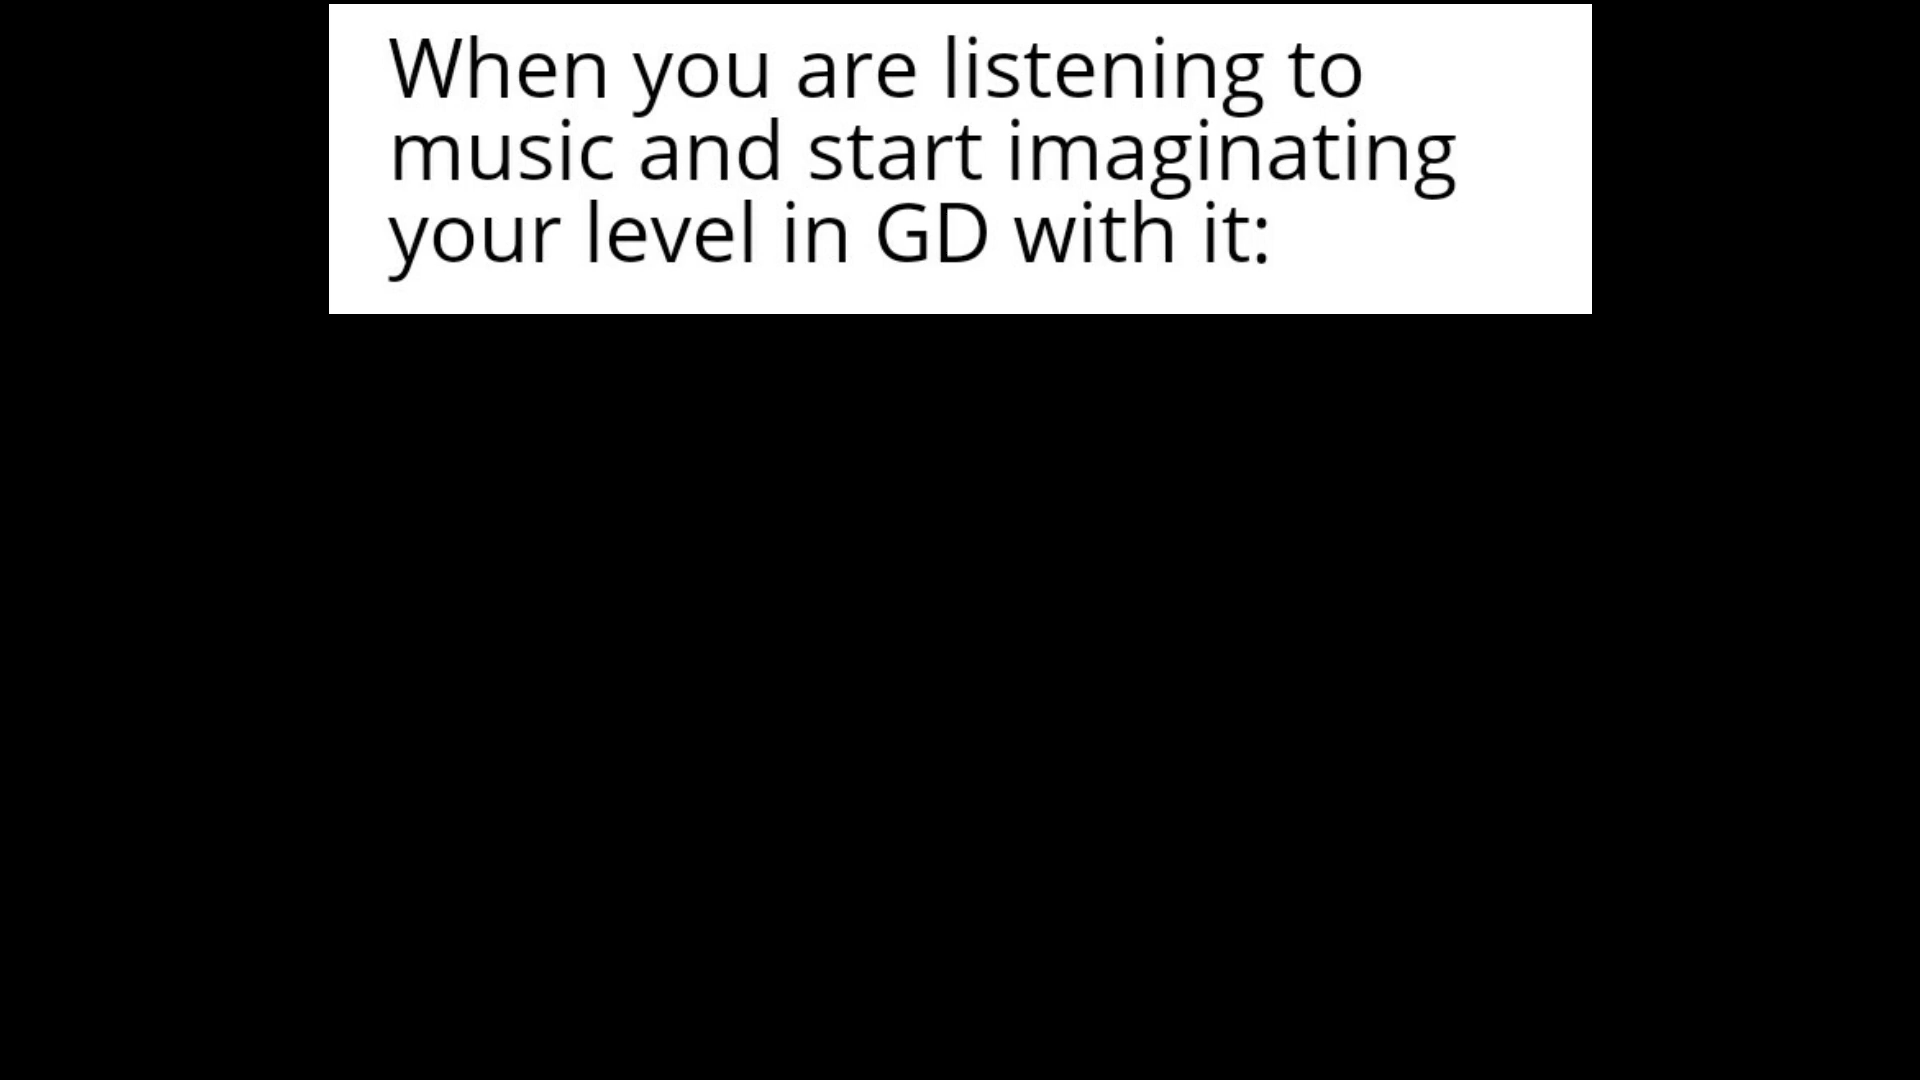 When you are listening to
music and start imaginating
your level in GD with it: